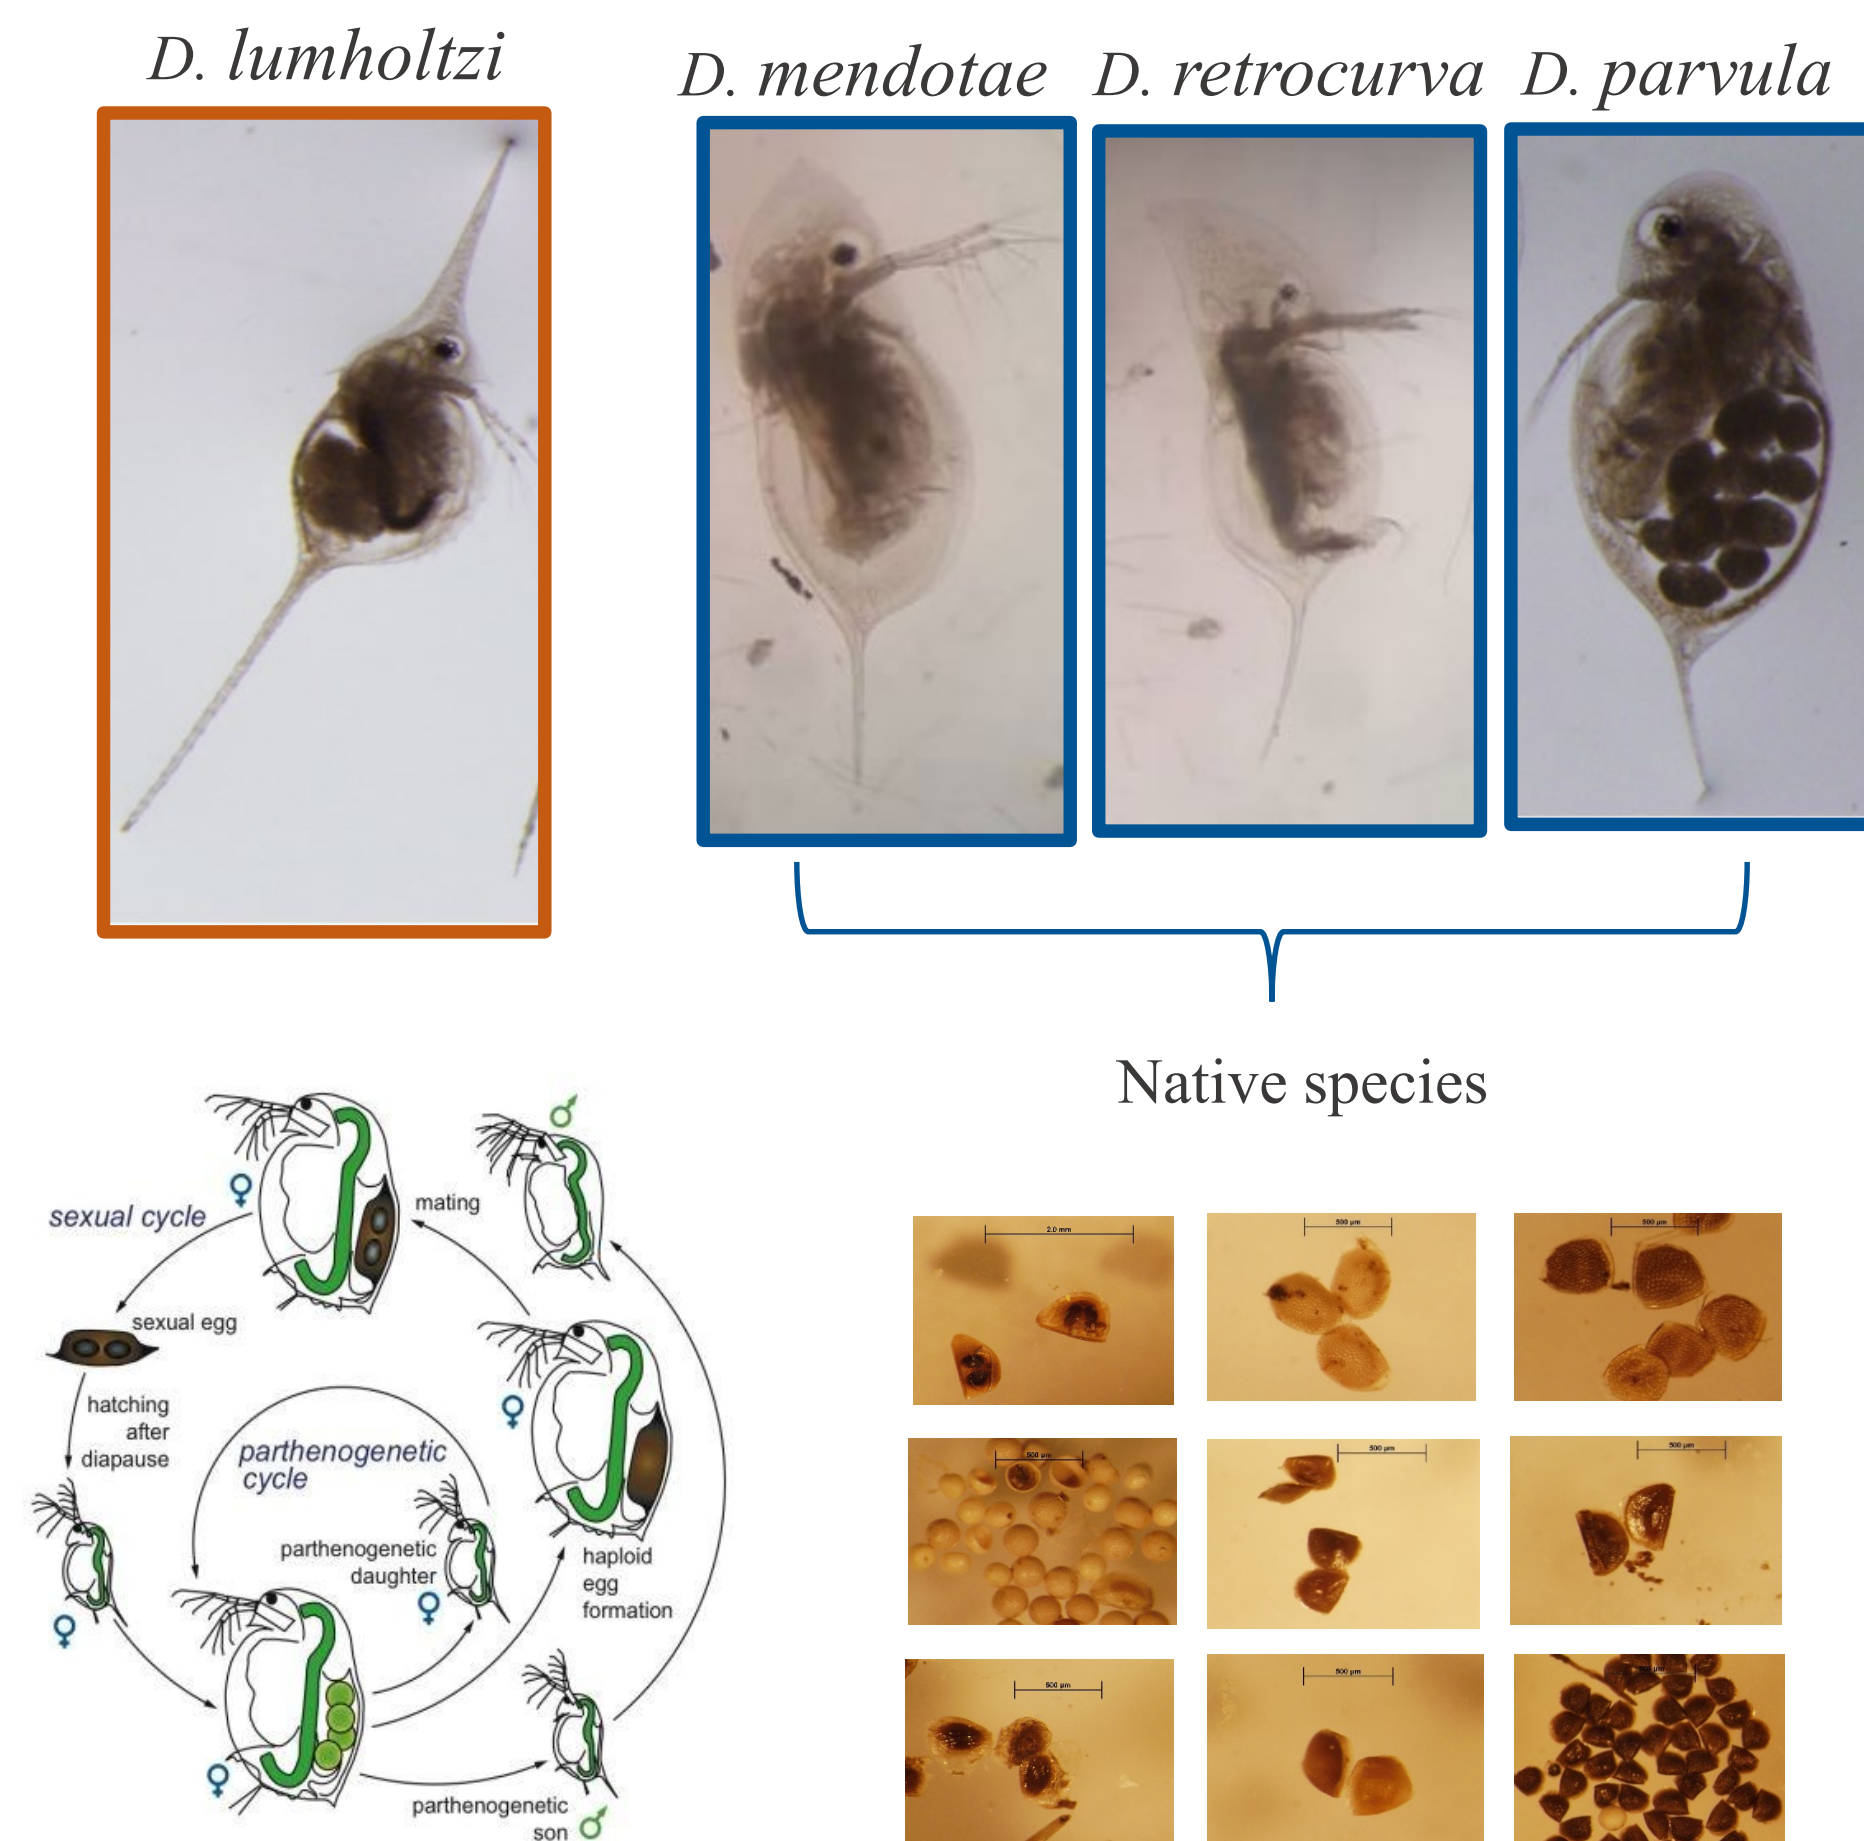 D. lumholtzi
D. mendotae
D. retrocurva
D. parvula
Native species
sexual cycle
mating
sexual egg
hatching
after
diapause
parthenogenetic
cycle
parthenogenetic
daughter
haploid
egg
formation
parthenogenetic
son
2.0 mm
500 µm
500 µm
500 µm
500 µm
500 µm
500 µm
500 µm
µm